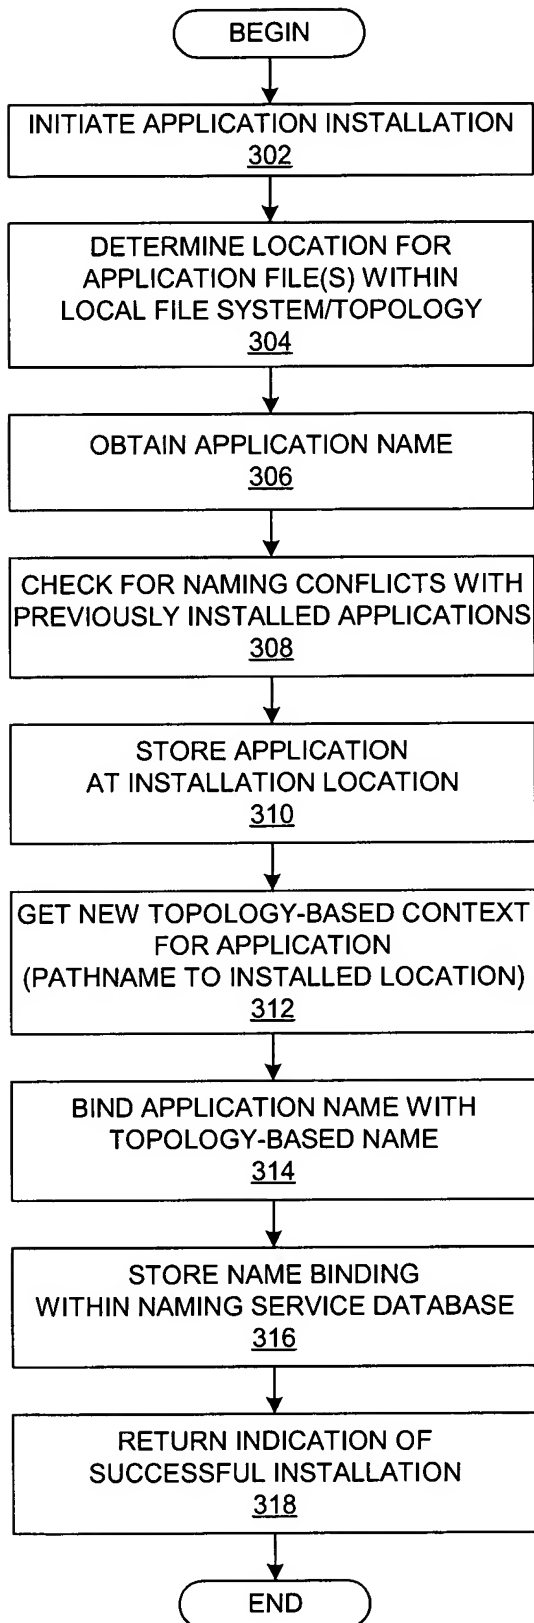 BEGIN
INITIATE APPLICATION INSTALLATION
302
DETERMINE LOCATION FOR
APPLICATION FILE(S) WITHIN
LOCAL FILE SYSTEM/TOPOLOGY
304
OBTAIN APPLICATION NAME
306
CHECK FOR NAMING CONFLICTS WITH
PREVIOUSLY INSTALLED APPLICATIONS
308
STORE APPLICATION
AT INSTALLATION LOCATION
310
GET NEW TOPOLOGY-BASED CONTEXT
FOR APPLICATION
(PATHNAME TO INSTALLED LOCATION)
312
BIND APPLICATION NAME WITH
TOPOLOGY-BASED NAME
314
STORE NAME BINDING
WITHIN NAMING SERVICE DATABASE
316
RETURN INDICATION OF
SUCCESSFUL INSTALLATION
318
END